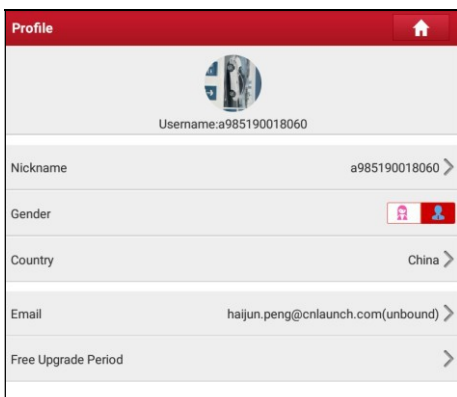 Profile
Username:a985190018060
Nickname a985190018060
Gender
Country China
Email haijun.peng@cnlaunch.com(unbound)
Free Upgrade Period